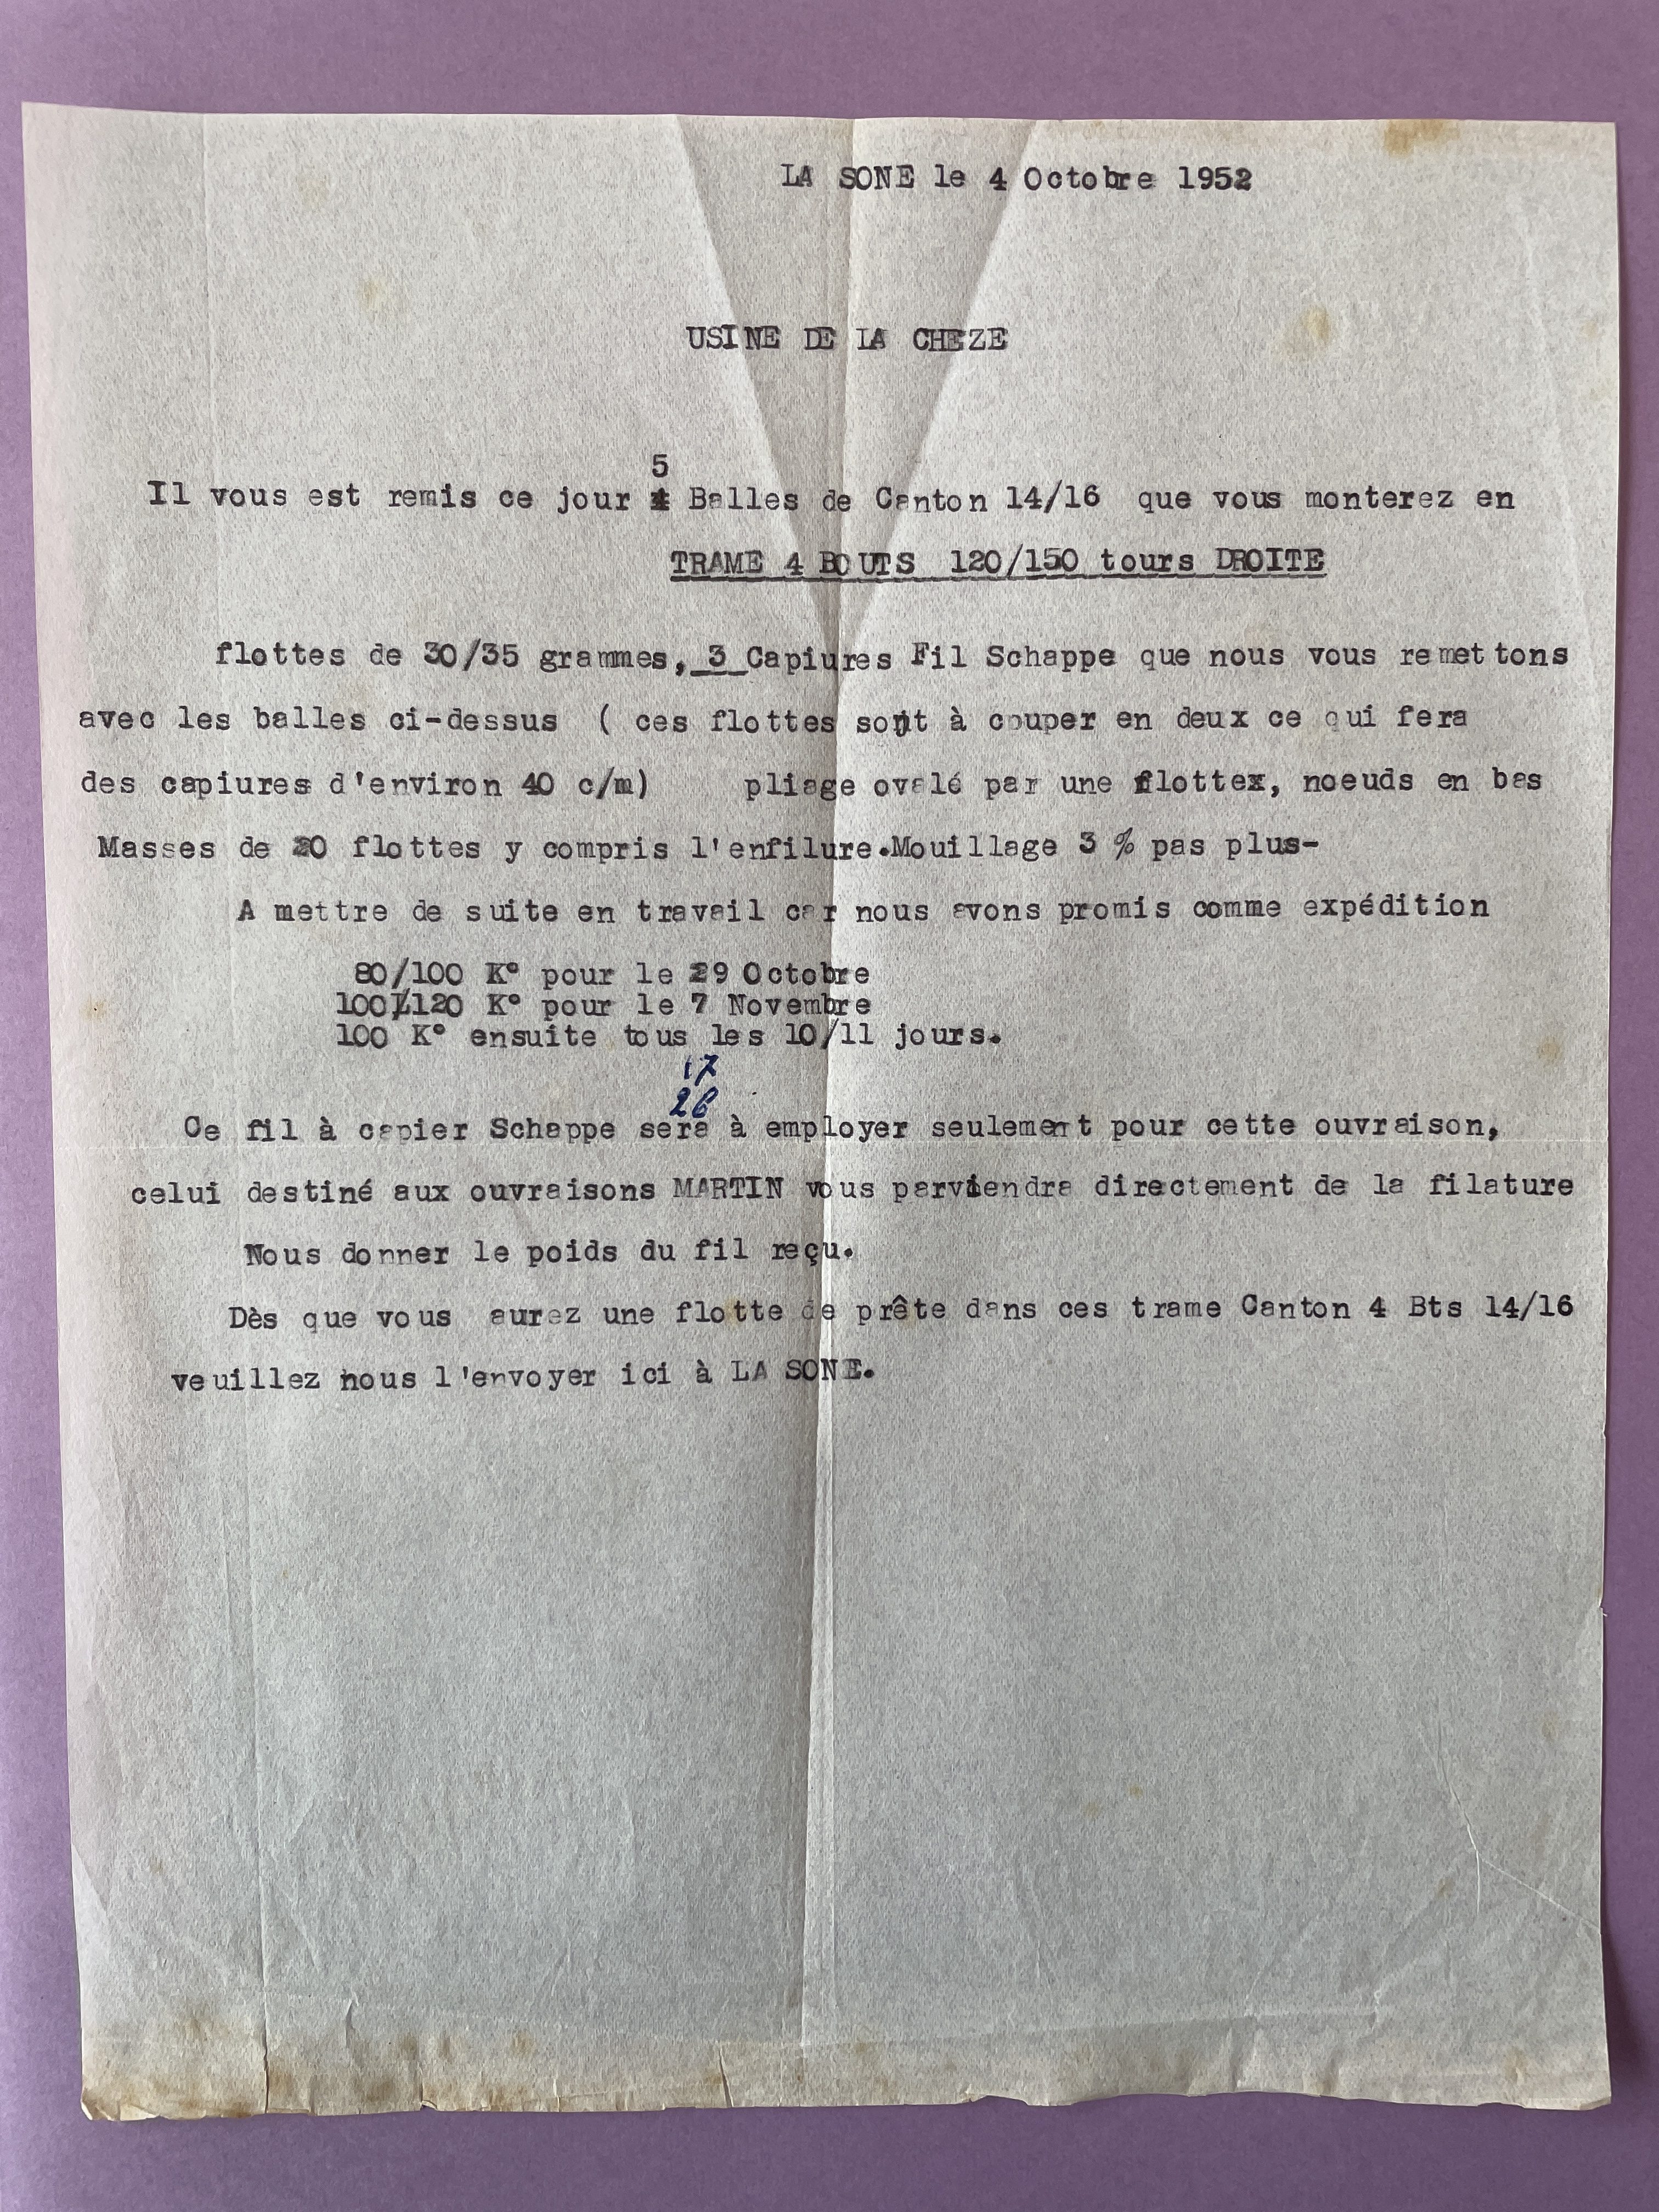 LA SONE le 4 Octobre 1952
USINE DE LA CHEZE
5
Il vous est remis ce jour 4 Balles de Canton 14/16 que vous monterez en
TRAME 4 BOUTS 120/150 tours DROITE
flottes de 30/35 grammes, 3 Capiures Fil Schappe que nous vous remettons
avec les balles ci-dessus ( ces flottes sont à couper en deux ce qui fera
des capiures d'environ 40 c/m) pliage ovalé par une flottex, noeuds en bas
Masses de 20 flottes y compris l'enfilure.Mouillage 3 % pas plus-
A mettre de suite en travail car nous avons promis comme expédition
80/100 K° pour le 29 Octobre
100/120 K° pour le 7 Novembre
100 K° ensuite tous les 10/11 jours.
17
26
Ce fil à capier Schappe sera à employer seulement pour cette ouvraison,
celui destiné aux ouvraisons MARTIN vous parviendra directement de la filature
Nous donner le poids du fil reçu.
Dès que vous aurez une flotte de prête dans ces trame Canton 4 Bts 14/16
veuillez nous l'envoyer ici à LA SONE.